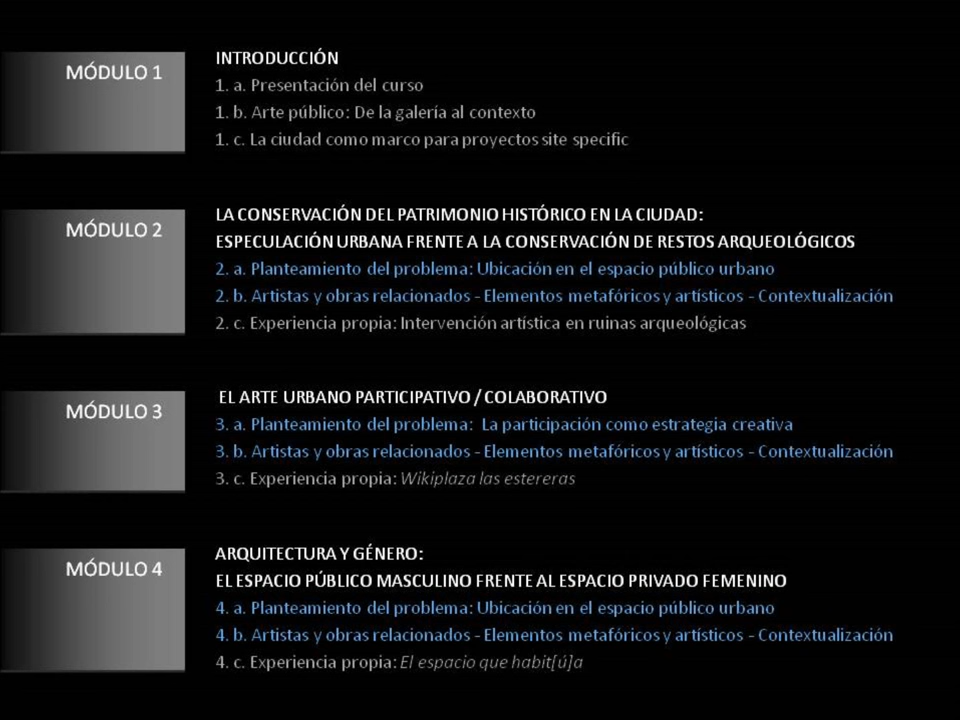 MÓDULO 1
INTRODUCCIÓN
1. a. Presentación del curso
1. b. Arte público: De la galería al contexto
1. c. La ciudad como marco para proyectos site specific
MÓDULO 2
LA CONSERVACIÓN DEL PATRIMONIO HISTÓRICO EN LA CIUDAD:
ESPECULACIÓN URBANA FRENTE A LA CONSERVACIÓN DE RESTOS ARQUEOLÓGICOS
2. a. Planteamiento del problema: Ubicación en el espacio público urbano
2. b. Artistas y obras relacionados - Elementos metafóricos y artísticos - Contextualización
2. c. Experiencia propia: Intervención artística en ruinas arqueológicas
MÓDULO 3
EL ARTE URBANO PARTICIPATIVO / COLABORATIVO
3. a. Planteamiento del problema: La participación como estrategia creativa
3. b. Artistas y obras relacionados - Elementos metafóricos y artísticos - Contextualización
3. c. Experiencia propia: Wikiplaza las estereras
MÓDULO 4
ARQUITECTURA Y GÉNERO:
EL ESPACIO PÚBLICO MASCULINO FRENTE AL ESPACIO PRIVADO FEMENINO
4. a. Planteamiento del problema: Ubicación en el espacio público urbano
4. b. Artistas y obras relacionados - Elementos metafóricos y artísticos - Contextualización
4. c. Experiencia propia: El espacio que habit[ú]a